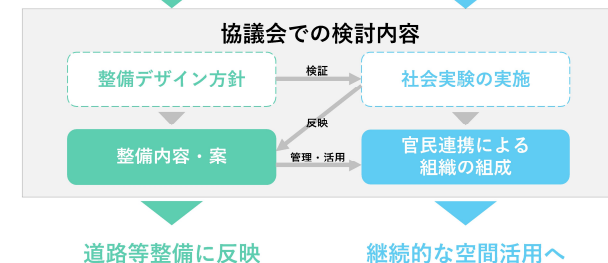 協議会での検討内容
整備デザイン方針
検証
社会実験の実施
反映
整備内容・案
管理・活用
官民連携による
組織の組成
道路等整備に反映
継続的な空間活用へ